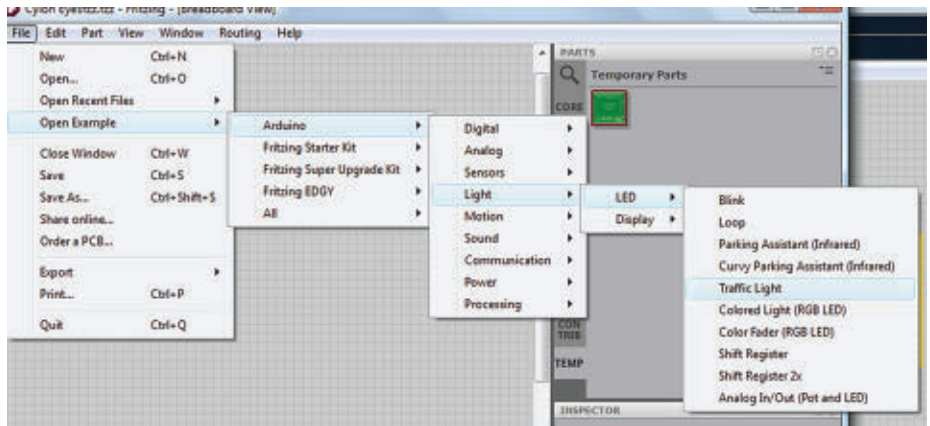 Cylon eyesfzz.fzz - Fritzing - [Breadboard View]
File Edit Part View Window Routing Help
New Ctrl+N
Open... Ctrl+O
Open Recent Files
Open Example
Close Window Ctrl+W
Save Ctrl+S
Save As... Ctrl+Shift+S
Share online...
Order a PCB...
Export
Print... Ctrl+P
Quit Ctrl+Q
Arduino
Fritzing Starter Kit
Fritzing Super Upgrade Kit
Fritzing EDGY
All
Digital
Analog
Sensors
Light
Motion
Sound
Communication
Power
Processing
LED
Display
Blink
Loop
Parking Assistant (Infrared)
Curvy Parking Assistant (Infrared)
Traffic Light
Colored Light (RGB LED)
Color Fader (RGB LED)
Shift Register
Shift Register 2x
Analog In/Out (Pot and LED)
PARTS
Temporary Parts
CORE
CON
TRIB
TEMP
INSPECTOR